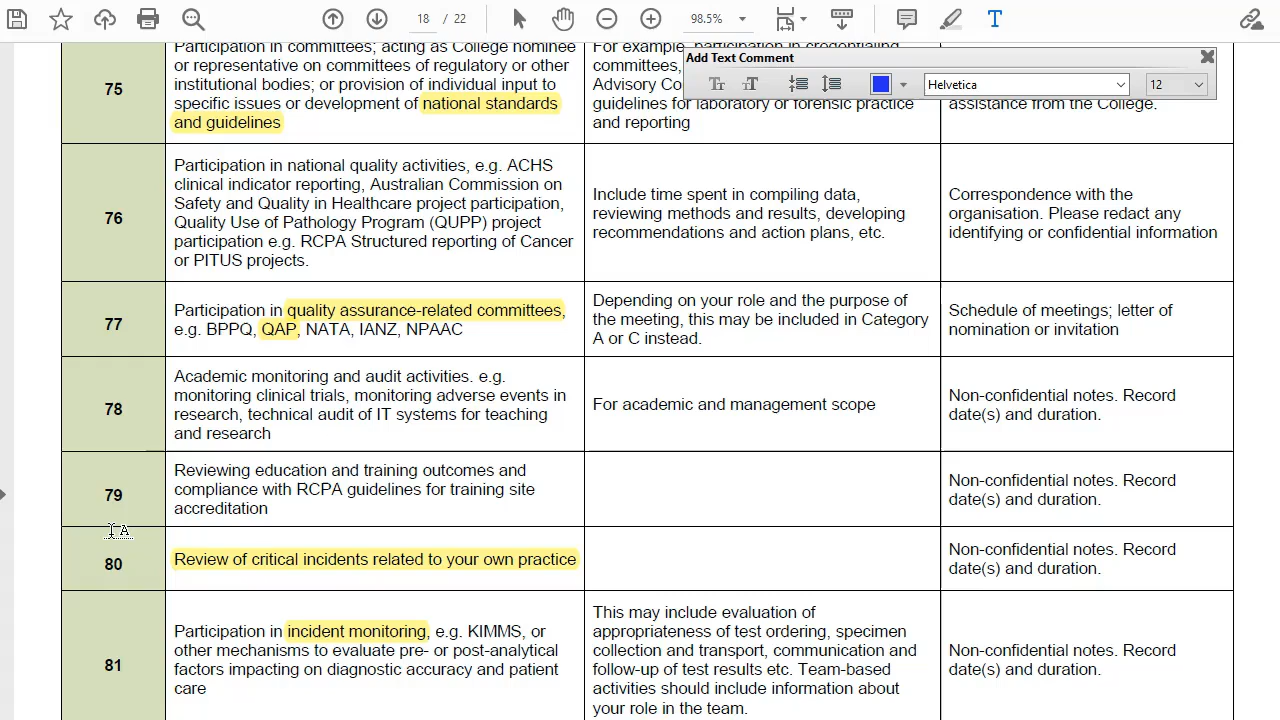 18 / 22
98.5%
T
Add Text Comment
Helvetica
12
75
Participation in committees; acting as College nominee
or representative on committees of regulatory or other
institutional bodies; or provision of individual input to
specific issues or development of national standards
and guidelines
For example, participation in credentialing
committees,
Advisory Co
guidelines for laboratory or forensic practice
and reporting
assistance from the College.
76
Participation in national quality activities, e.g. ACHS
clinical indicator reporting, Australian Commission on
Safety and Quality in Healthcare project participation,
Quality Use of Pathology Program (QUPP) project
participation e.g. RCPA Structured reporting of Cancer
or PITUS projects.
Include time spent in compiling data,
reviewing methods and results, developing
recommendations and action plans, etc.
Correspondence with the
organisation. Please redact any
identifying or confidential information
77
Participation in quality assurance-related committees,
e.g. BPPQ, QAP, NATA, IANZ, NPAAC
Depending on your role and the purpose of
the meeting, this may be included in Category
A or C instead.
Schedule of meetings; letter of
nomination or invitation
78
Academic monitoring and audit activities. e.g.
monitoring clinical trials, monitoring adverse events in
research, technical audit of IT systems for teaching
and research
For academic and management scope
Non-confidential notes. Record
date(s) and duration.
79
Reviewing education and training outcomes and
compliance with RCPA guidelines for training site
accreditation
Non-confidential notes. Record
date(s) and duration.
80
Review of critical incidents related to your own practice
Non-confidential notes. Record
date(s) and duration.
81
Participation in incident monitoring, e.g. KIMMS, or
other mechanisms to evaluate pre- or post-analytical
factors impacting on diagnostic accuracy and patient
care
This may include evaluation of
appropriateness of test ordering, specimen
collection and transport, communication and
follow-up of test results etc. Team-based
activities should include information about
your role in the team.
Non-confidential notes. Record
date(s) and duration.